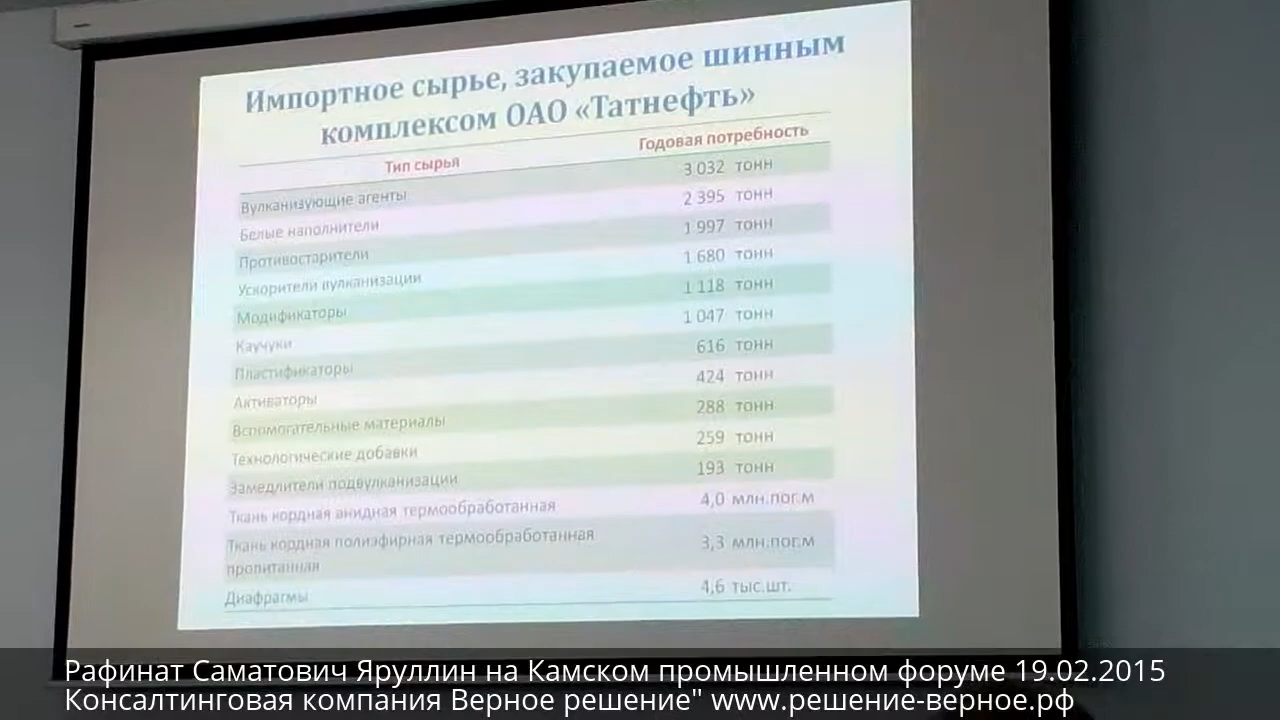 Импортное сырье, закупаемое шинным
комплексом ОАО «Татнефть»
Тип сырья Годовая потребность
Вулканизующие агенты 3 032 тонн
Белые наполнители 2 395 тонн
Противостарители 1 997 тонн
Ускорители вулканизации 1 680 тонн
Модификаторы 1 118 тонн
Каучуки 1 047 тонн
Пластификаторы 616 тонн
Активаторы 424 тонн
Вспомогательные материалы 288 тонн
Технологические добавки 259 тонн
Замедлители подвулканизации 193 тонн
Ткань кордная анидная термообработанная 4,0 млн.пог.м
Ткань кордная полиэфирная термообработанная 3,3 млн.пог.м
пропитанная
Диафрагмы 4,6 тыс.шт.
Рафинат Саматович Яруллин на Камском промышленном форуме 19.02.2015
Консалтинговая компания Верное решение" www.решение-верное.рф